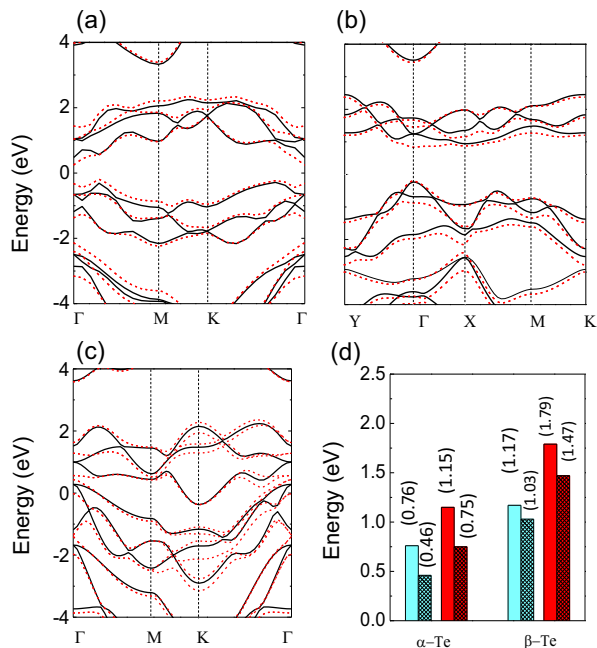 (a)
(b)
4
2
0
-2
-4
Energy (eV)
Γ
M
K
Γ
Y
Γ
X
M
K
(c)
(d)
4
2
0
-2
-4
Energy (eV)
Γ
M
K
Γ
2.5
2.0
1.5
1.0
0.5
0.0
Energy (eV)
(0.76)
(0.46)
(1.15)
(0.75)
(1.17)
(1.03)
(1.79)
(1.47)
α–Te
β–Te